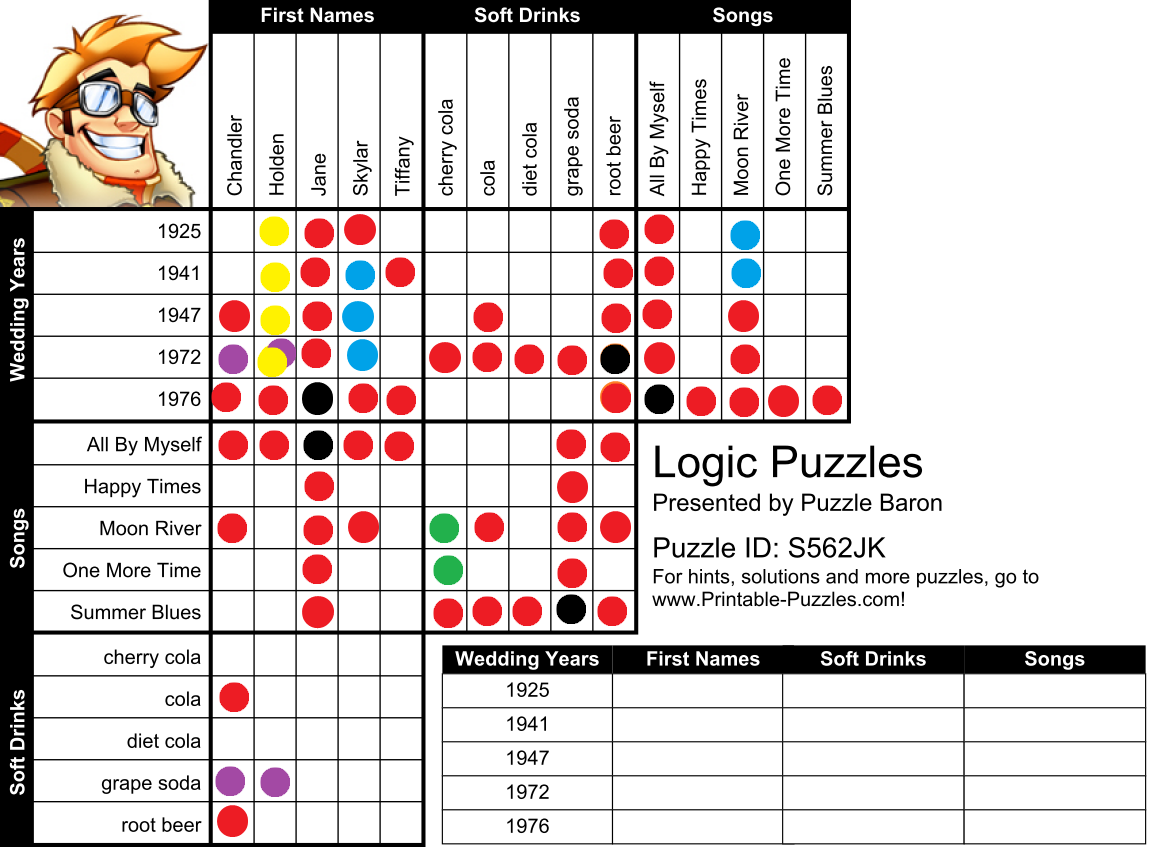 First Names Soft Drinks Songs
Chandler Holden Jane Skylar Tiffany cherry cola cola diet cola grape soda root beer All By Myself Happy Times Moon River One More Time Summer Blues
Wedding Years
1925
1941
1947
1972
1976
Songs
All By Myself
Happy Times
Moon River
One More Time
Summer Blues
Logic Puzzles
Presented by Puzzle Baron
Puzzle ID: S562JK
For hints, solutions and more puzzles, go to
www.Printable-Puzzles.com!
Soft Drinks
cherry cola
cola
diet cola
grape soda
root beer
Wedding Years First Names Soft Drinks Songs
1925
1941
1947
1972
1976